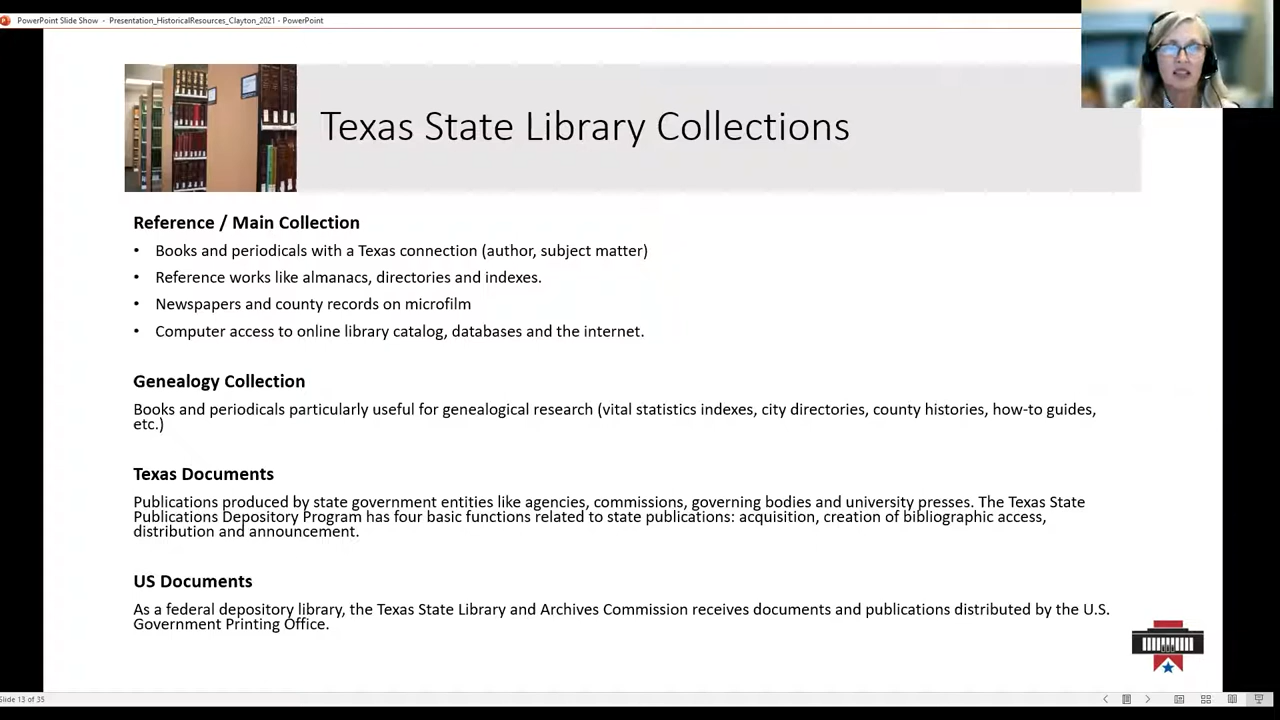 PowerPoint Slide Show - Presentation_HistoricalResources_Clayton_2021 - PowerPoint
Texas State Library Collections
Reference / Main Collection
• Books and periodicals with a Texas connection (author, subject matter)
• Reference works like almanacs, directories and indexes.
• Newspapers and county records on microfilm
• Computer access to online library catalog, databases and the internet.
Genealogy Collection
Books and periodicals particularly useful for genealogical research (vital statistics indexes, city directories, county histories, how-to guides,
etc.)
Texas Documents
Publications produced by state government entities like agencies, commissions, governing bodies and university presses. The Texas State
Publications Depository Program has four basic functions related to state publications: acquisition, creation of bibliographic access,
distribution and announcement.
US Documents
As a federal depository library, the Texas State Library and Archives Commission receives documents and publications distributed by the U.S.
Government Printing Office.
Slide 13 of 35